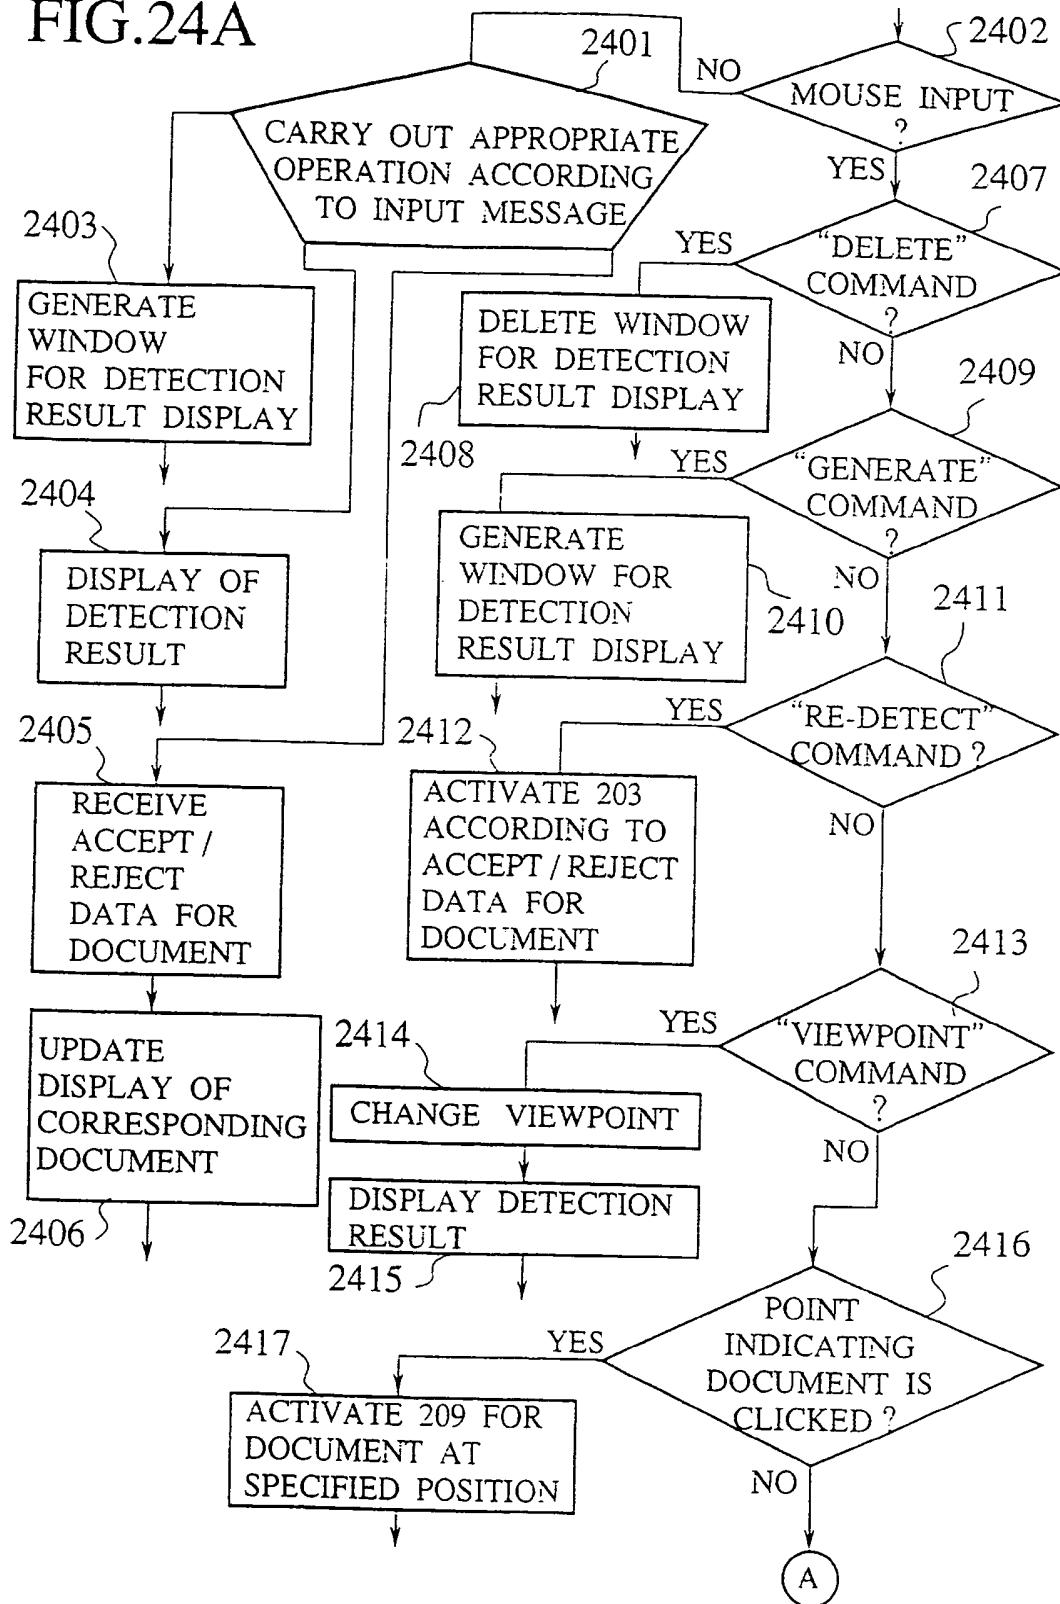 FIG.24A
2401
CARRY OUT APPROPRIATE
OPERATION ACCORDING
TO INPUT MESSAGE
2402
MOUSE INPUT
?
NO
YES
2403
GENERATE
WINDOW
FOR DETECTION
RESULT DISPLAY
2404
DISPLAY OF
DETECTION
RESULT
2405
RECEIVE
ACCEPT /
REJECT
DATA FOR
DOCUMENT
UPDATE
DISPLAY OF
CORRESPONDING
DOCUMENT
2406
2407
“DELETE”
COMMAND
?
YES
NO
DELETE WINDOW
FOR DETECTION
RESULT DISPLAY
2408
2409
“GENERATE”
COMMAND
?
YES
NO
GENERATE
WINDOW FOR
DETECTION
RESULT DISPLAY
2410
2411
“RE-DETECT”
COMMAND ?
YES
NO
2412
ACTIVATE 203
ACCORDING TO
ACCEPT / REJECT
DATA FOR
DOCUMENT
2413
“VIEWPOINT”
COMMAND
?
YES
NO
2414
CHANGE VIEWPOINT
DISPLAY DETECTION
RESULT
2415
2416
POINT
INDICATING
DOCUMENT IS
CLICKED ?
YES
NO
2417
ACTIVATE 209 FOR
DOCUMENT AT
SPECIFIED POSITION
A